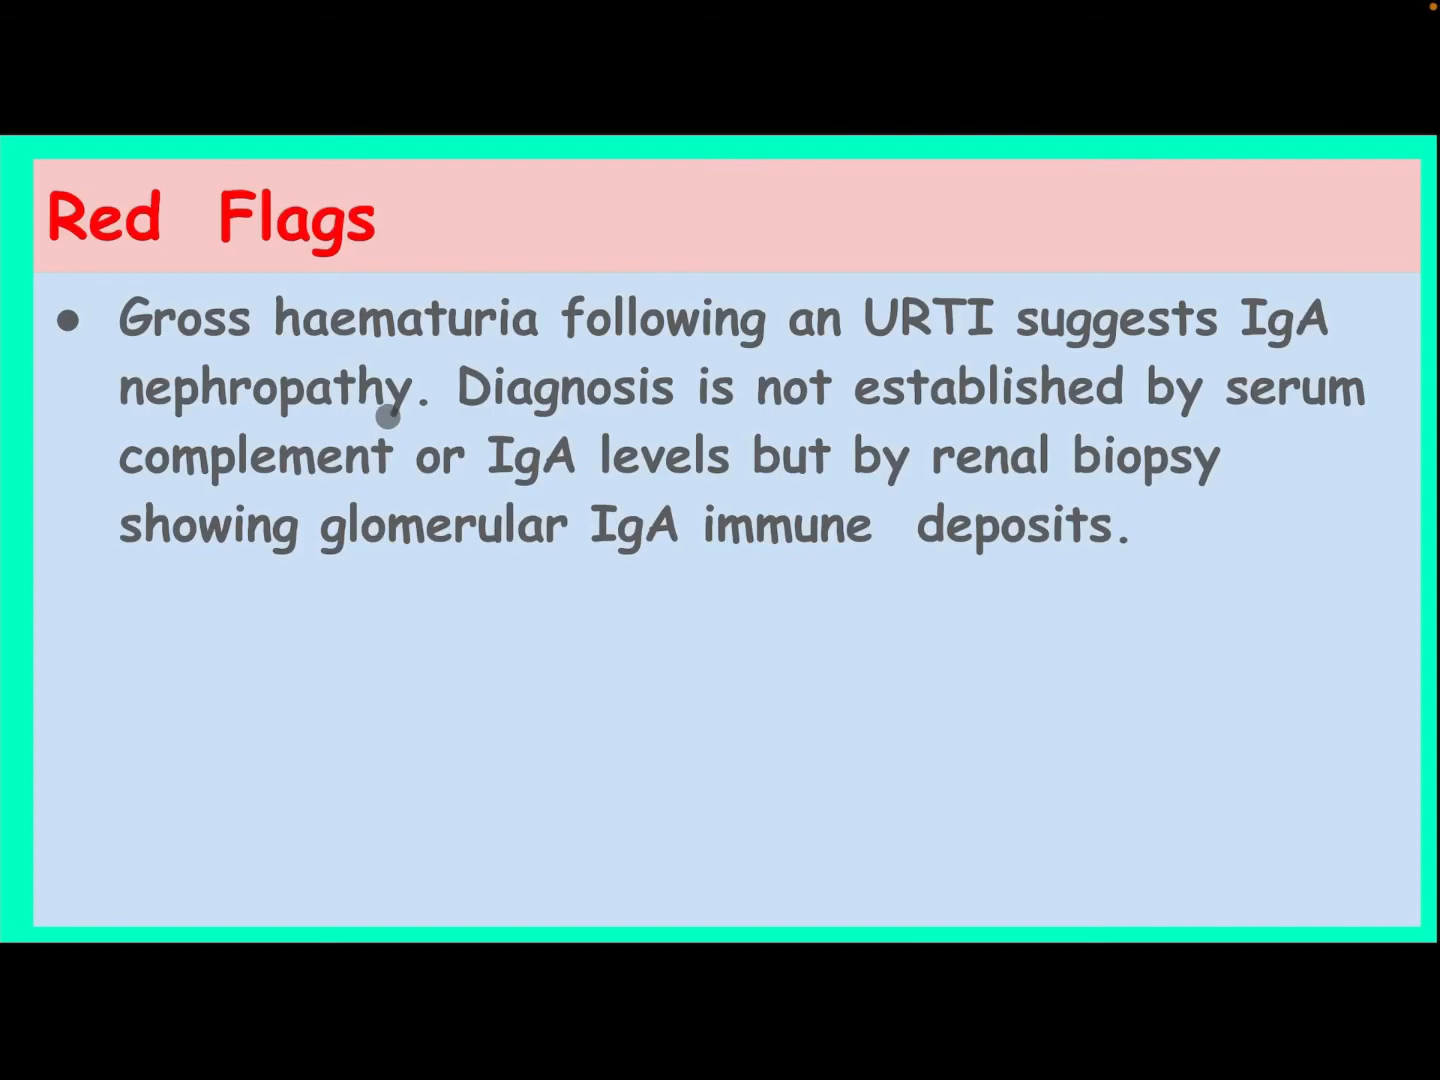 Red Flags
● Gross haematuria following an URTI suggests IgA
nephropathy. Diagnosis is not established by serum
complement or IgA levels but by renal biopsy
showing glomerular IgA immune deposits.